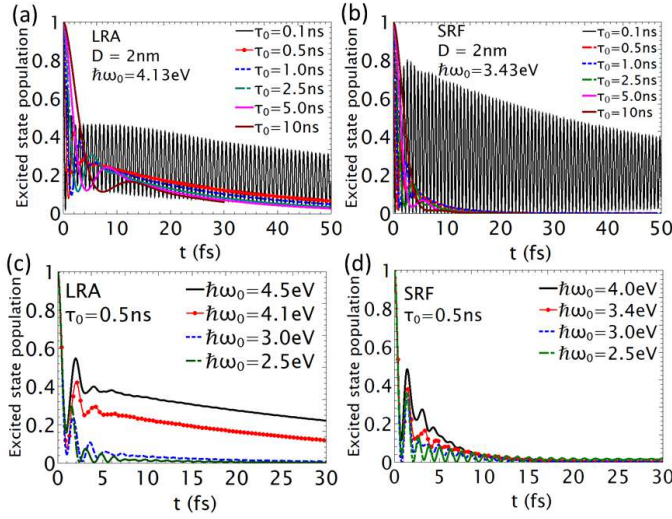 (a)
LRA
D = 2nm
ħω₀=4.13eV
τ₀=0.1ns
τ₀=0.5ns
τ₀=1.0ns
τ₀=2.5ns
τ₀=5.0ns
τ₀=10ns
Excited state population
1
0.8
0.6
0.4
0.2
0
0 10 20 30 40 50
t (fs)
(b)
SRF
D = 2nm
ħω₀=3.43eV
τ₀=0.1ns
τ₀=0.5ns
τ₀=1.0ns
τ₀=2.5ns
τ₀=5.0ns
τ₀=10ns
Excited state population
1
0.8
0.6
0.4
0.2
0
0 10 20 30 40 50
t (fs)
(c)
LRA
τ₀=0.5ns
ħω₀=4.5eV
ħω₀=4.1eV
ħω₀=3.0eV
ħω₀=2.5eV
Excited state population
1
0.8
0.6
0.4
0.2
0
0 5 10 15 20 25 30
t (fs)
(d)
SRF
τ₀=0.5ns
ħω₀=4.0eV
ħω₀=3.4eV
ħω₀=3.0eV
ħω₀=2.5eV
Excited state population
1
0.8
0.6
0.4
0.2
0
0 5 10 15 20 25 30
t (fs)